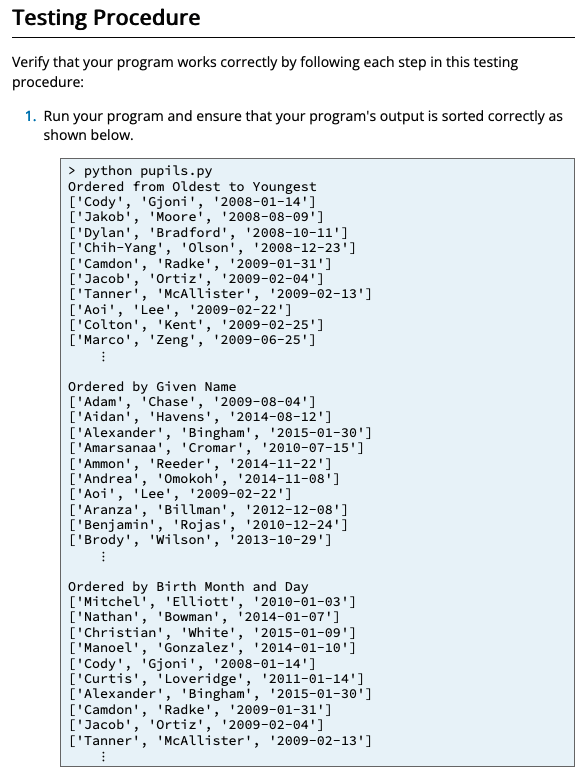 Testing Procedure
Verify that your program works correctly by following each step in this testing
procedure:
1. Run your program and ensure that your program's output is sorted correctly as
shown below.
> python pupils.py
Ordered from Oldest to Youngest
['Cody', 'Gjoni', '2008-01-14']
['Jakob', 'Moore', '2008-08-09']
['Dylan', 'Bradford', '2008-10-11']
['Chih-Yang', 'Olson', '2008-12-23']
['Camdon', 'Radke', '2009-01-31']
['Jacob', 'Ortiz', '2009-02-04']
['Tanner', 'McAllister', '2009-02-13']
['Aoi', 'Lee', '2009-02-22']
['Colton', 'Kent', '2009-02-25']
['Marco', 'Zeng', '2009-06-25']
⋮
Ordered by Given Name
['Adam', 'Chase', '2009-08-04']
['Aidan', 'Havens', '2014-08-12']
['Alexander', 'Bingham', '2015-01-30']
['Amarsanaa', 'Cromar', '2010-07-15']
['Ammon', 'Reeder', '2014-11-22']
['Andrea', 'Omokoh', '2014-11-08']
['Aoi', 'Lee', '2009-02-22']
['Aranza', 'Billman', '2012-12-08']
['Benjamin', 'Rojas', '2010-12-24']
['Brody', 'Wilson', '2013-10-29']
⋮
Ordered by Birth Month and Day
['Mitchel', 'Elliott', '2010-01-03']
['Nathan', 'Bowman', '2014-01-07']
['Christian', 'White', '2015-01-09']
['Manoel', 'Gonzalez', '2014-01-10']
['Cody', 'Gjoni', '2008-01-14']
['Curtis', 'Loveridge', '2011-01-14']
['Alexander', 'Bingham', '2015-01-30']
['Camdon', 'Radke', '2009-01-31']
['Jacob', 'Ortiz', '2009-02-04']
['Tanner', 'McAllister', '2009-02-13']
⋮